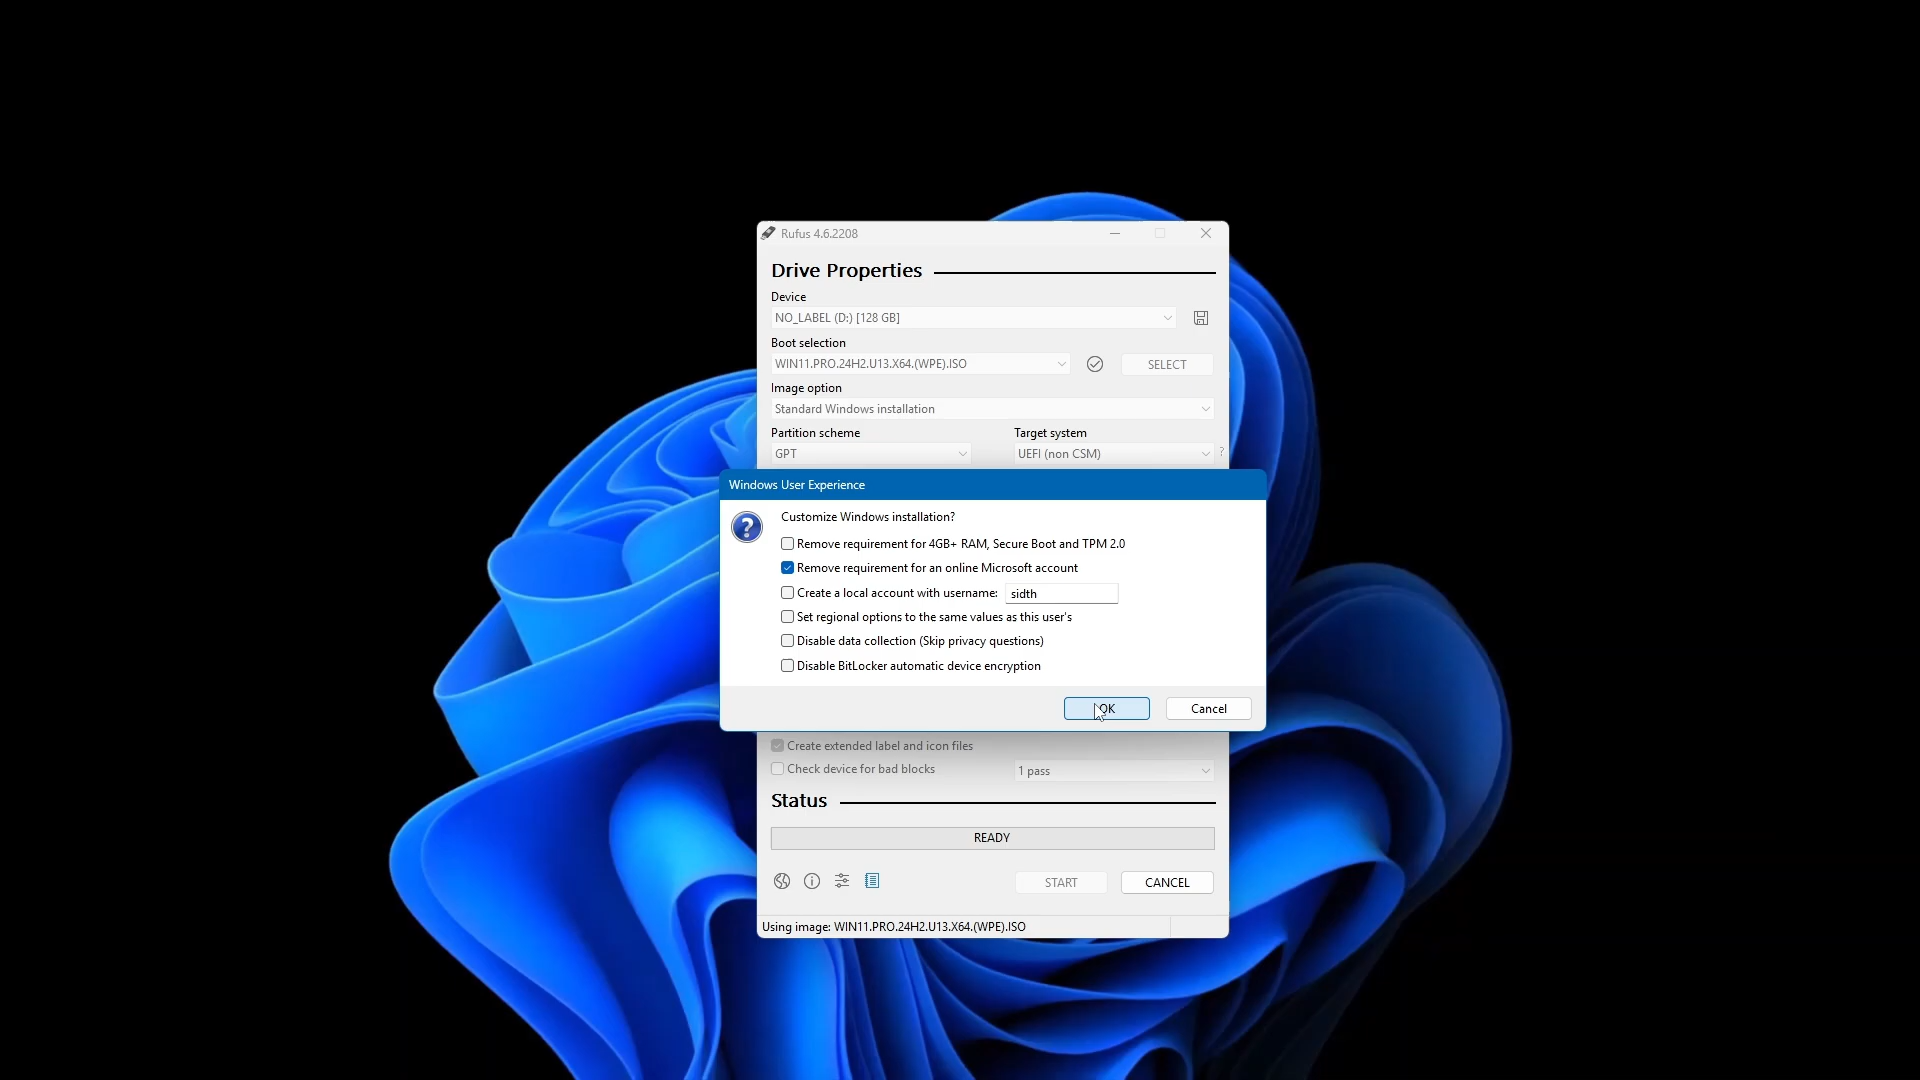 Rufus 4.6.2208
Drive Properties
Device
NO_LABEL (D:) [128 GB]
Boot selection
WIN11.PRO.24H2.U13.X64.(WPE).ISO
SELECT
Image option
Standard Windows installation
Partition scheme
Target system
GPT
UEFI (non CSM)
?
Windows User Experience
?
Customize Windows installation?
Remove requirement for 4GB+ RAM, Secure Boot and TPM 2.0
Remove requirement for an online Microsoft account
Create a local account with username: sidth
Set regional options to the same values as this user's
Disable data collection (Skip privacy questions)
Disable BitLocker automatic device encryption
OK
Cancel
Create extended label and icon files
Check device for bad blocks
1 pass
Status
READY
START
CANCEL
Using image: WIN11.PRO.24H2.U13.X64.(WPE).ISO